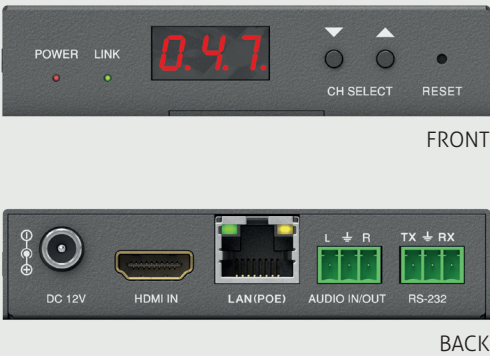 POWER LINK
0.4.7.
CH SELECT RESET
FRONT
L R TX RX
DC 12V HDMI IN LAN(POE) AUDIO IN/OUT RS-232
BACK